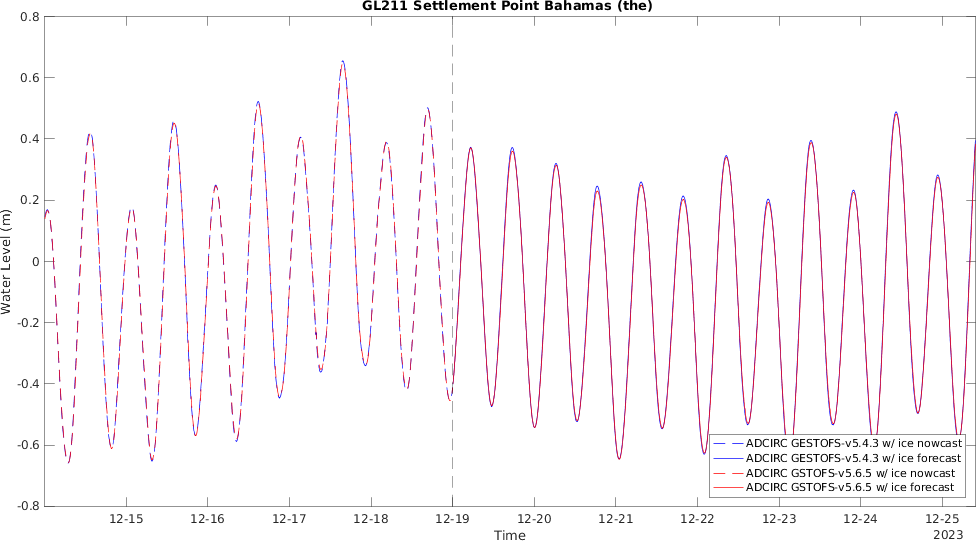 GL211 Settlement Point Bahamas (the)
0.8
0.6
0.4
0.2
0
-0.2
-0.4
-0.6
-0.8
Water Level (m)
ADCIRC GESTOFS-v5.4.3 w/ ice nowcast
ADCIRC GESTOFS-v5.4.3 w/ ice forecast
ADCIRC GSTOFS-v5.6.5 w/ ice nowcast
ADCIRC GSTOFS-v5.6.5 w/ ice forecast
12-15 12-16 12-17 12-18 12-19 12-20 12-21 12-22 12-23 12-24 12-25
Time
2023